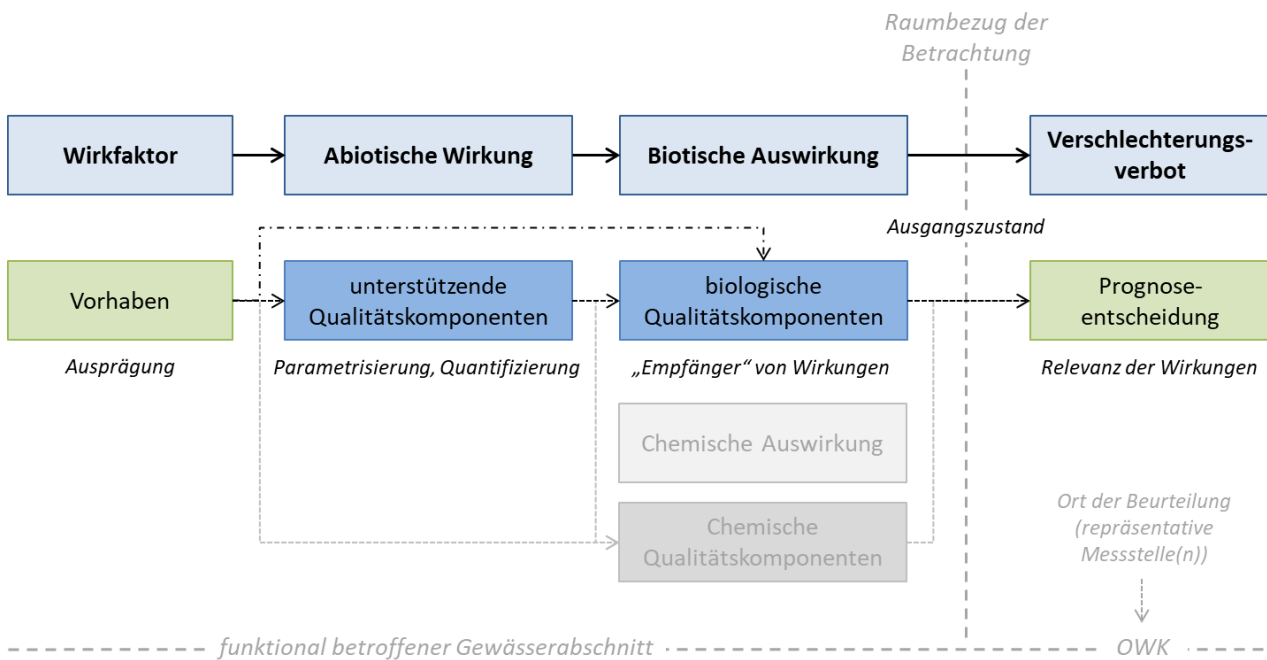 Raumbezug der
Betrachtung
Wirkfaktor
Abiotische Wirkung
Biotische Auswirkung
Verschlechterungs-
verbot
Ausgangszustand
Vorhaben
unterstützende
Qualitätskomponenten
biologische
Qualitätskomponenten
Prognose-
entscheidung
Ausprägung
Parametrisierung, Quantifizierung
„Empfänger“ von Wirkungen
Relevanz der Wirkungen
Chemische Auswirkung
Chemische
Qualitätskomponenten
Ort der Beurteilung
(repräsentative
Messstelle(n))
funktional betroffener Gewässerabschnitt
OWK